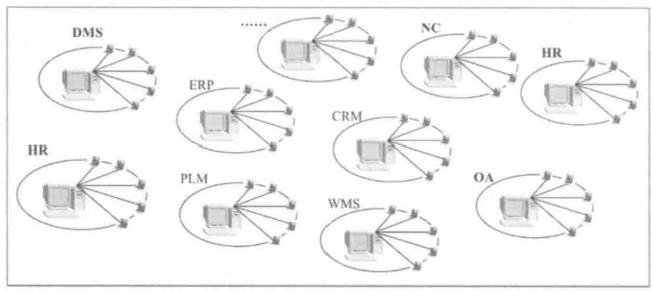 ......
DMS
NC
HR
ERP
CRM
HR
PLM
OA
WMS